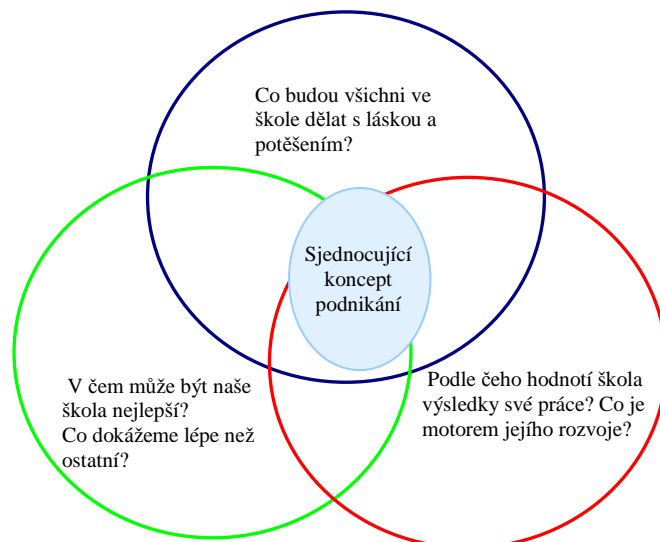 Co budou všichni ve
škole dělat s láskou a
potěšením?
Sjednocující
koncept
podnikání
V čem může být naše
škola nejlepší?
Co dokážeme lépe než
ostatní?
Podle čeho hodnotí škola
výsledky své práce? Co je
motorem jejího rozvoje?